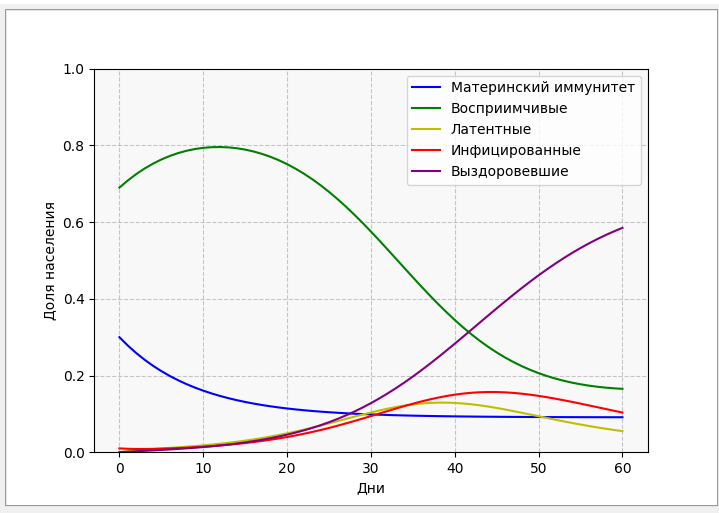 1.0
0.8
0.6
0.4
0.2
0.0
Доля населения
Материнский иммунитет
Восприимчивые
Латентные
Инфицированные
Выздоровевшие
0 10 20 30 40 50 60
Дни